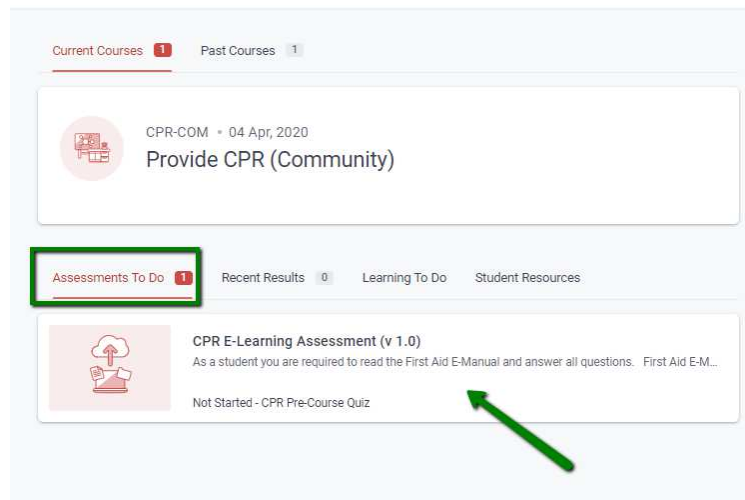 Current Courses 1 Past Courses 1
CPR-COM • 04 Apr, 2020
Provide CPR (Community)
Assessments To Do 1 Recent Results 0 Learning To Do Student Resources
CPR E-Learning Assessment (v 1.0)
As a student you are required to read the First Aid E-Manual and answer all questions. First Aid E-M...
Not Started - CPR Pre-Course Quiz